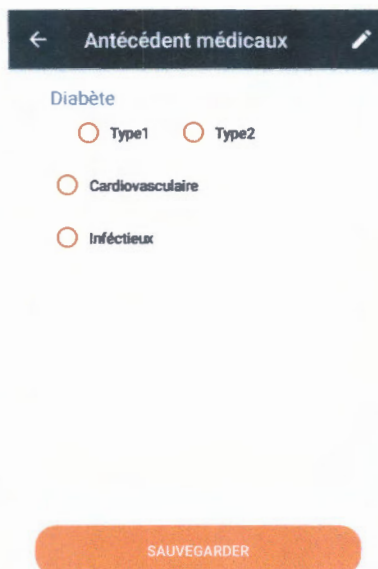 Antécédent médicaux
Diabète
Type1 Type2
Cardiovasculaire
Inféctieux
SAUVEGARDER